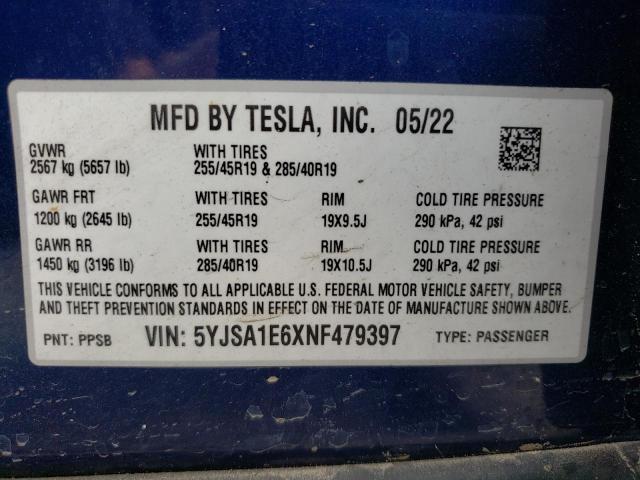 MFD BY TESLA, INC. 05/22
GVWR WITH TIRES
2567 kg (5657 lb) 255/45R19 & 285/40R19
GAWR FRT WITH TIRES RIM COLD TIRE PRESSURE
1200 kg (2645 lb) 255/45R19 19X9.5J 290 kPa, 42 psi
GAWR RR WITH TIRES RIM COLD TIRE PRESSURE
1450 kg (3196 lb) 285/40R19 19X10.5J 290 kPa, 42 psi
THIS VEHICLE CONFORMS TO ALL APPLICABLE U.S. FEDERAL MOTOR VEHICLE SAFETY, BUMPER
AND THEFT PREVENTION STANDARDS IN EFFECT ON THE DATE OF MANUFACTURE SHOWN ABOVE.
PNT: PPSB VIN: 5YJSA1E6XNF479397 TYPE: PASSENGER